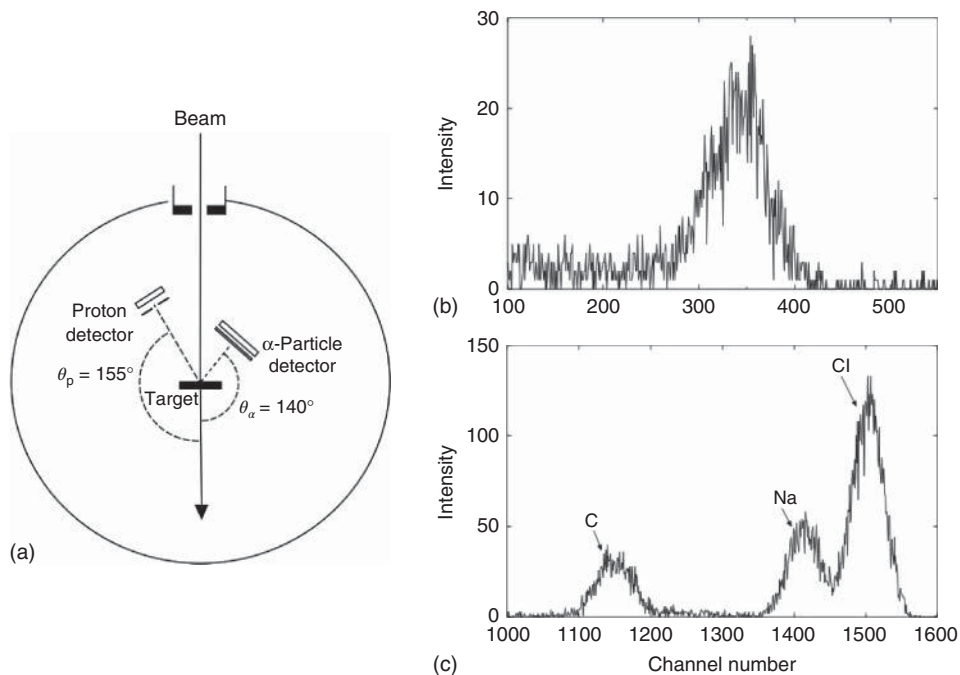 Beam
Proton
detector
α-Particle
detector
θp = 155°
Target
θα = 140°
(a)
Intensity
30
20
10
0
100
200
300
400
500
(b)
Intensity
150
100
50
0
C
Na
Cl
1000
1100
1200
1300
1400
1500
1600
(c)
Channel number